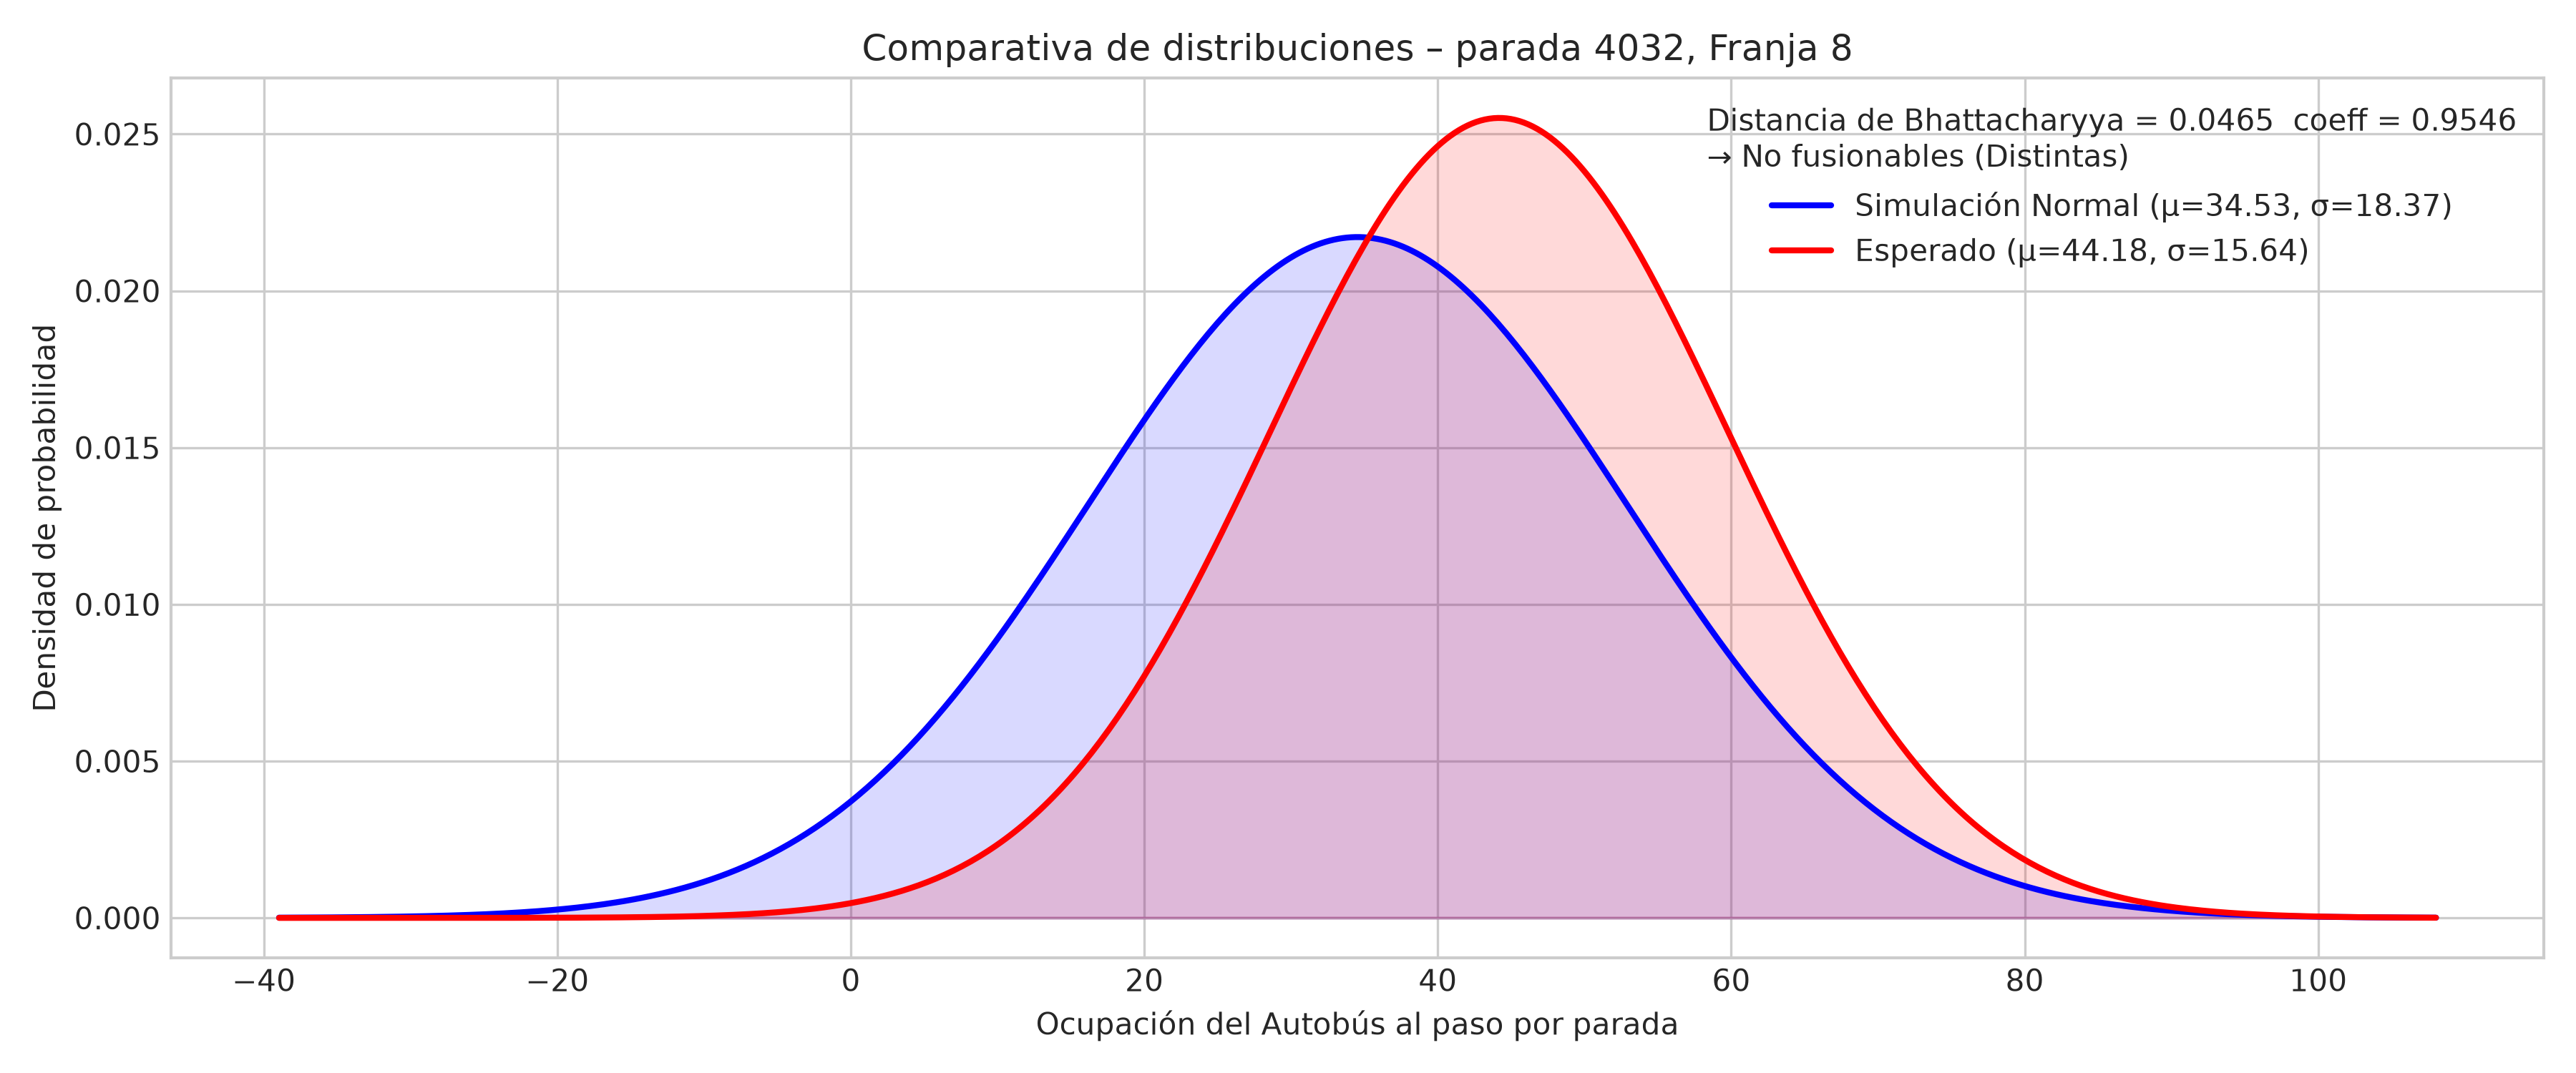 Comparativa de distribuciones – parada 4032, Franja 8
Distancia de Bhattacharyya = 0.0465  coeff = 0.9546
→ No fusionables (Distintas)
Simulación Normal (μ=34.53, σ=18.37)
Esperado (μ=44.18, σ=15.64)
Densidad de probabilidad
0.025
0.020
0.015
0.010
0.005
0.000
−40 −20 0 20 40 60 80 100
Ocupación del Autobús al paso por parada